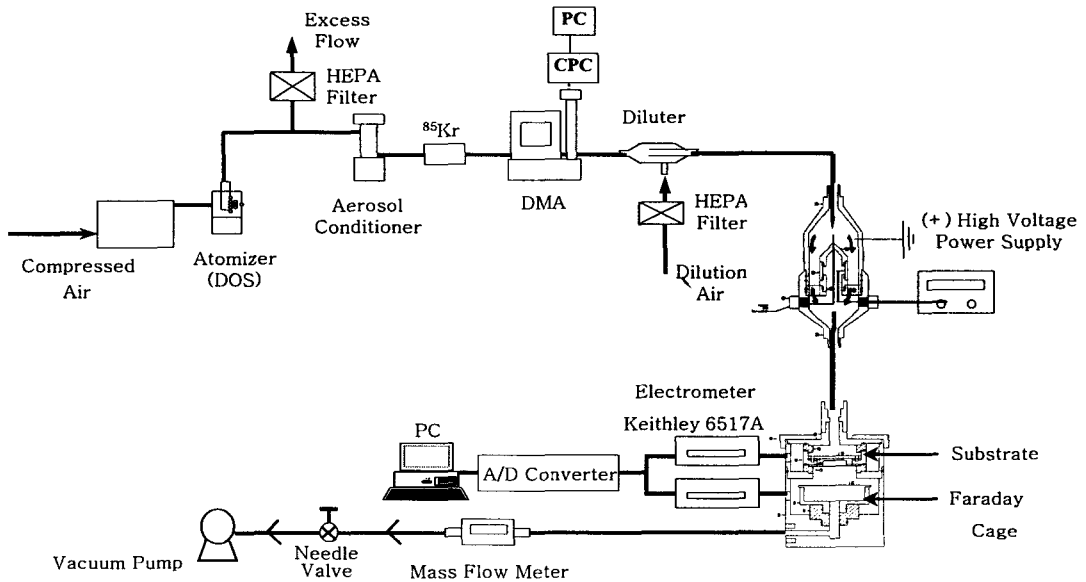 Excess
Flow
HEPA
Filter
PC
CPC
⁸⁵Kr
Diluter
Aerosol
Conditioner
DMA
HEPA
Filter
(+) High Voltage
Power Supply
Compressed
Air
Atomizer
(DOS)
Dilution
Air
Electrometer
Keithley 6517A
PC
A/D Converter
Substrate
Faraday
Cage
Vacuum Pump
Needle
Valve
Mass Flow Meter